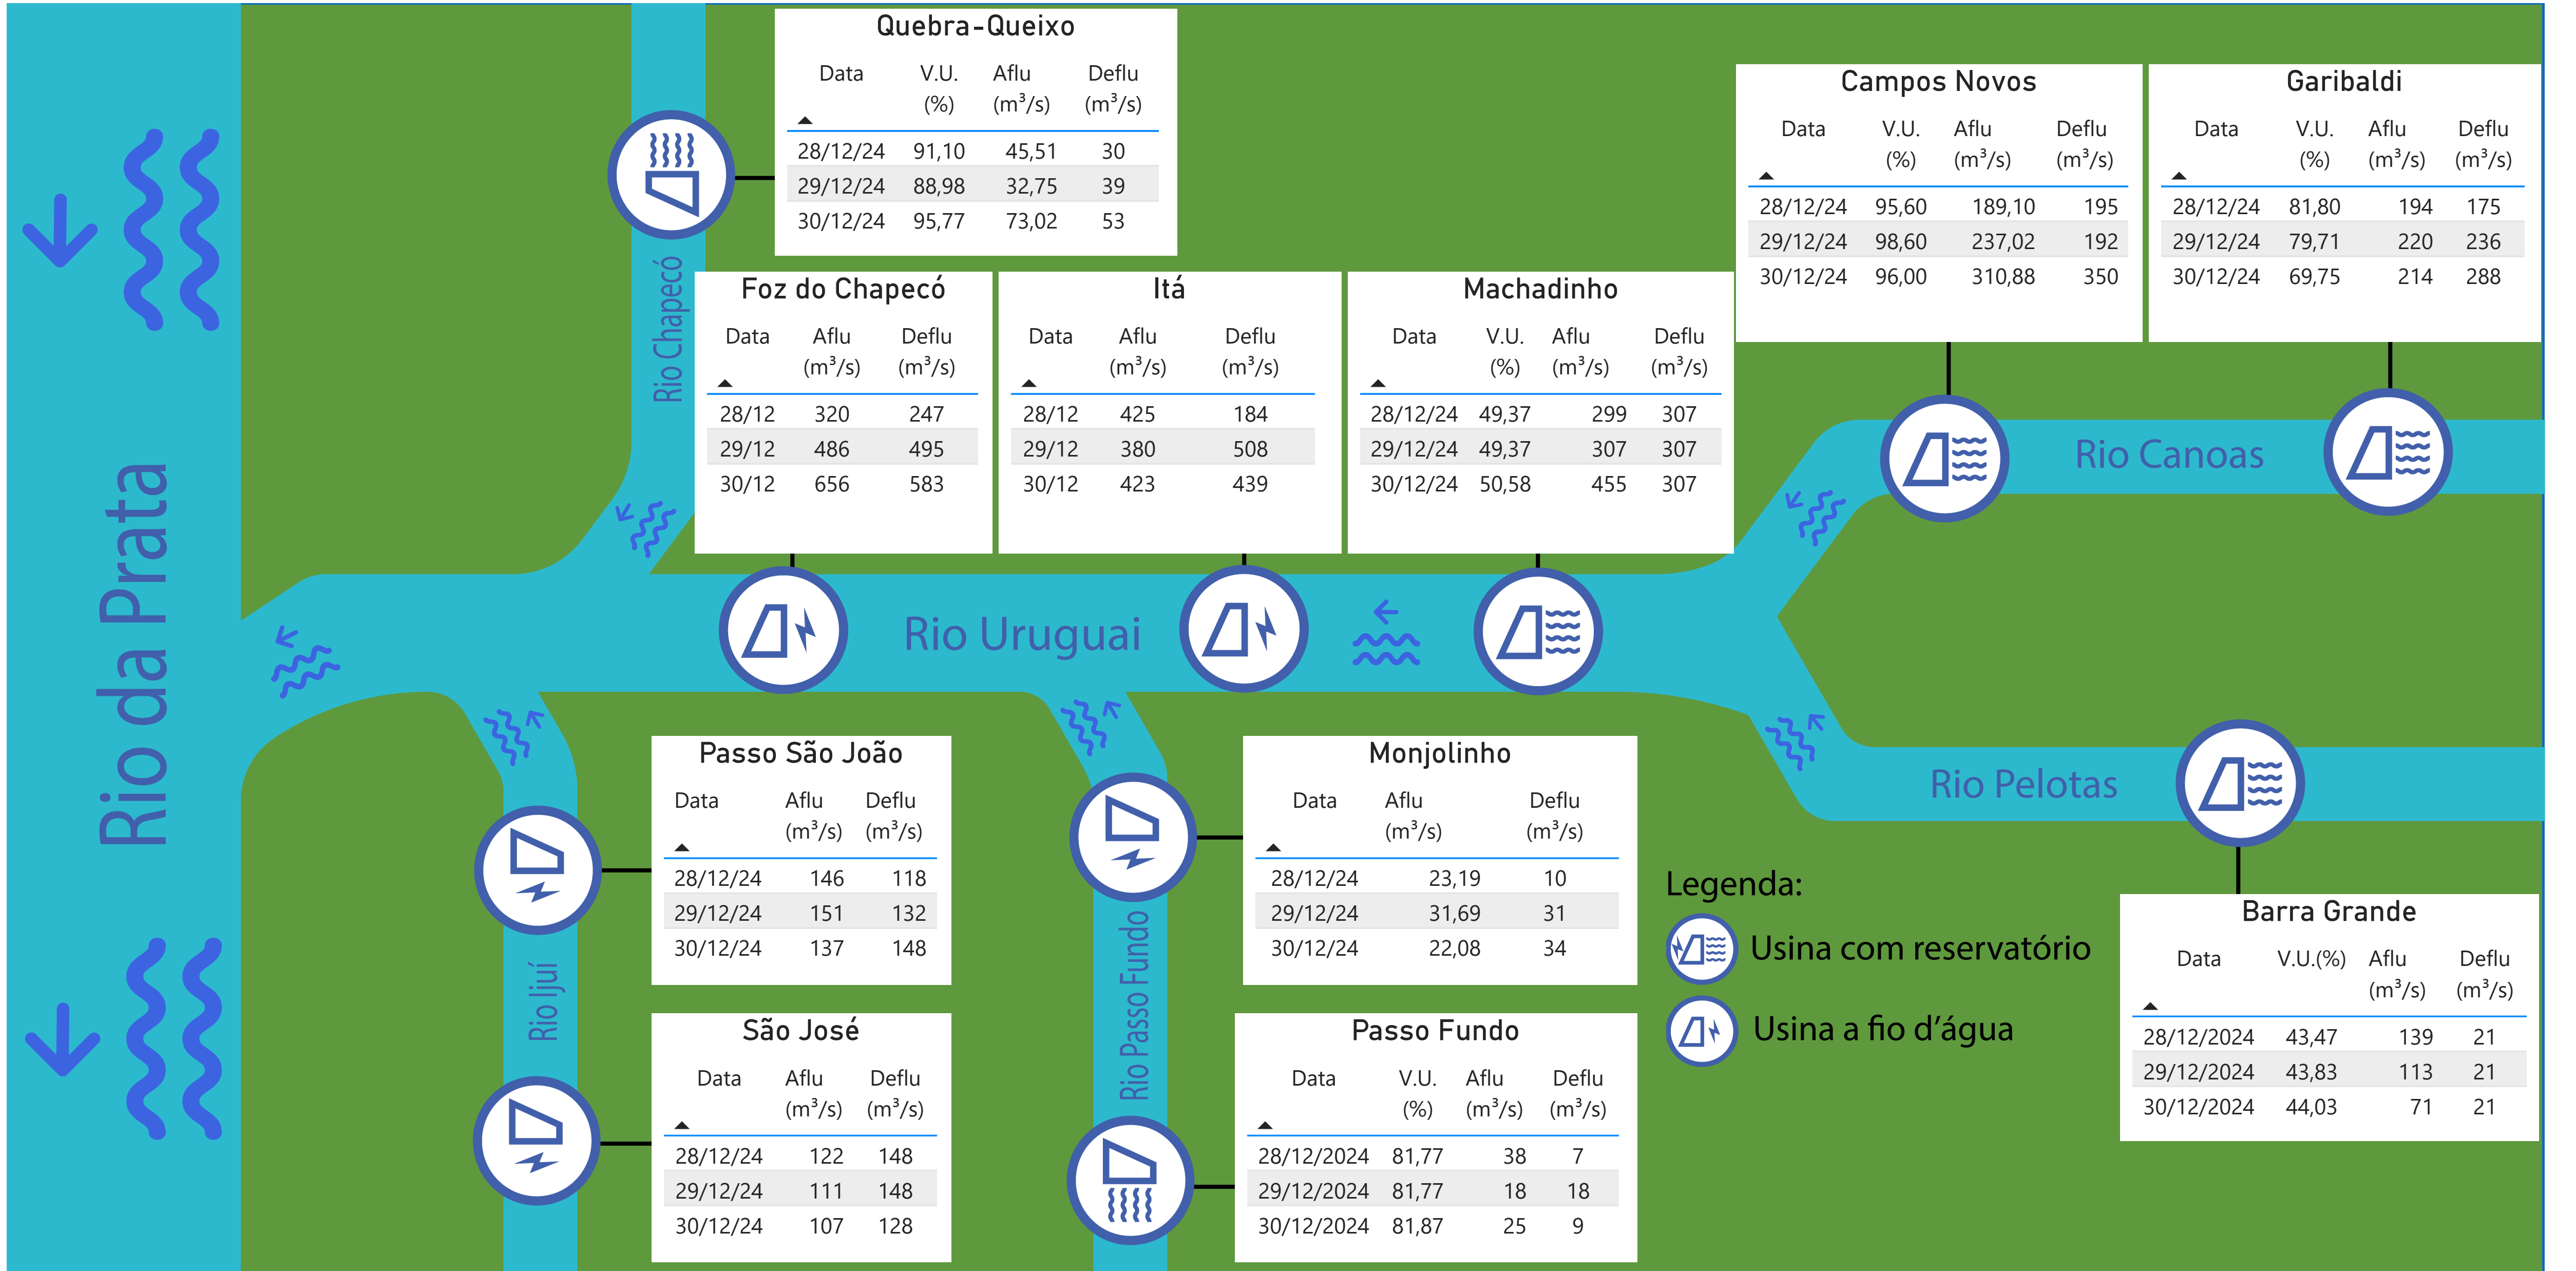 Quebra-Queixo
Data V.U. (%) Aflu (m³/s) Deflu (m³/s)
28/12/24 91,10 45,51 30
29/12/24 88,98 32,75 39
30/12/24 95,77 73,02 53
Campos Novos
Data V.U. (%) Aflu (m³/s) Deflu (m³/s)
28/12/24 95,60 189,10 195
29/12/24 98,60 237,02 192
30/12/24 96,00 310,88 350
Garibaldi
Data V.U. (%) Aflu (m³/s) Deflu (m³/s)
28/12/24 81,80 194 175
29/12/24 79,71 220 236
30/12/24 69,75 214 288
Rio Chapecó
Foz do Chapecó
Data Aflu (m³/s) Deflu (m³/s)
28/12 320 247
29/12 486 495
30/12 656 583
Itá
Data Aflu (m³/s) Deflu (m³/s)
28/12 425 184
29/12 380 508
30/12 423 439
Machadinho
Data V.U. (%) Aflu (m³/s) Deflu (m³/s)
28/12/24 49,37 299 307
29/12/24 49,37 307 307
30/12/24 50,58 455 307
Rio Canoas
Rio da Prata
Rio Uruguai
Rio Pelotas
Passo São João
Data Aflu (m³/s) Deflu (m³/s)
28/12/24 146 118
29/12/24 151 132
30/12/24 137 148
Monjolinho
Data Aflu (m³/s) Deflu (m³/s)
28/12/24 23,19 10
29/12/24 31,69 31
30/12/24 22,08 34
Rio Ijuí
Rio Passo Fundo
Legenda:
Usina com reservatório
Usina a fio d’água
Barra Grande
Data V.U.(%) Aflu (m³/s) Deflu (m³/s)
28/12/2024 43,47 139 21
29/12/2024 43,83 113 21
30/12/2024 44,03 71 21
São José
Data Aflu (m³/s) Deflu (m³/s)
28/12/24 122 148
29/12/24 111 148
30/12/24 107 128
Passo Fundo
Data V.U. (%) Aflu (m³/s) Deflu (m³/s)
28/12/2024 81,77 38 7
29/12/2024 81,77 18 18
30/12/2024 81,87 25 9